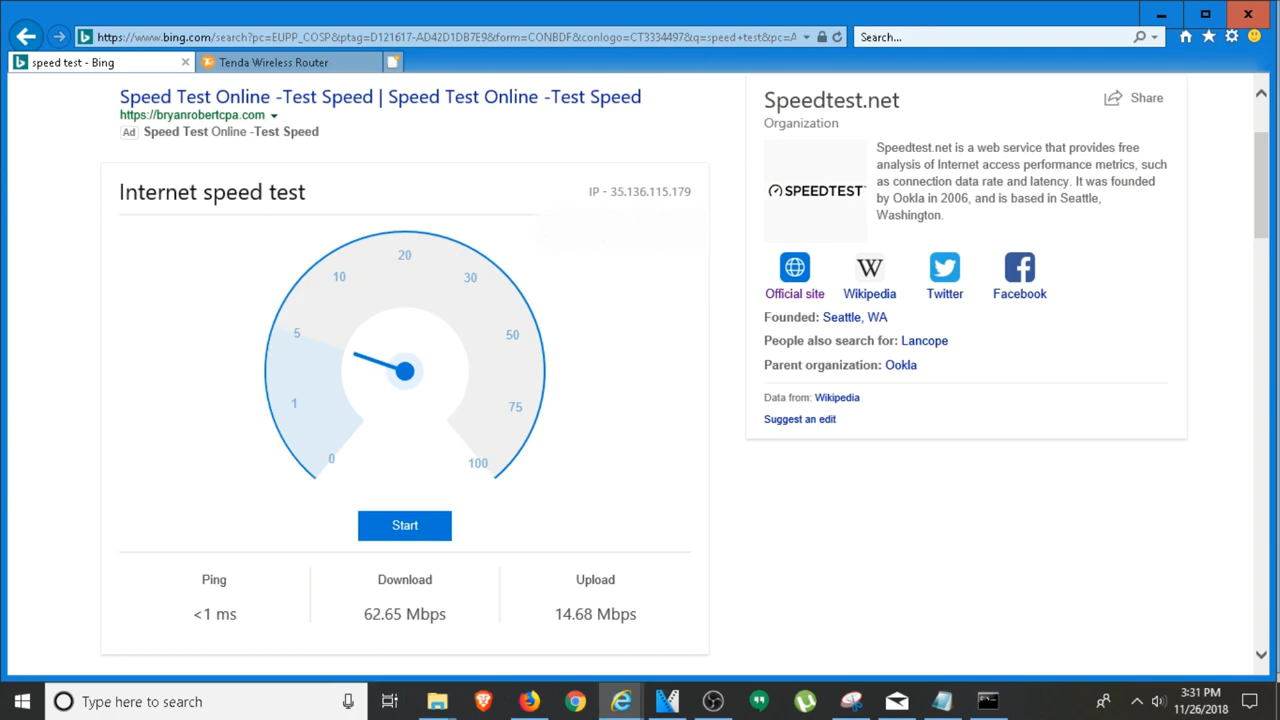 https://www.bing.com/search?pc=EUPP_COSP&ptag=D121617-AD42D1DB7E9&form=CONBDF&conlogo=CT3334497&q=speed+test&pc=A
Search...
speed test - Bing
Tenda Wireless Router
Speed Test Online -Test Speed | Speed Test Online -Test Speed
https://bryanrobertcpa.com
Ad Speed Test Online -Test Speed
Internet speed test
IP - 35.136.115.179
0
1
5
10
20
30
50
75
100
Start
Ping
Download
Upload
<1 ms
62.65 Mbps
14.68 Mbps
Speedtest.net
Share
Organization
SPEEDTEST
Speedtest.net is a web service that provides free
analysis of Internet access performance metrics, such
as connection data rate and latency. It was founded
by Ookla in 2006, and is based in Seattle,
Washington.
W
Official site
Wikipedia
Twitter
Facebook
Founded: Seattle, WA
People also search for: Lancope
Parent organization: Ookla
Data from: Wikipedia
Suggest an edit
Type here to search
3:31 PM
11/26/2018